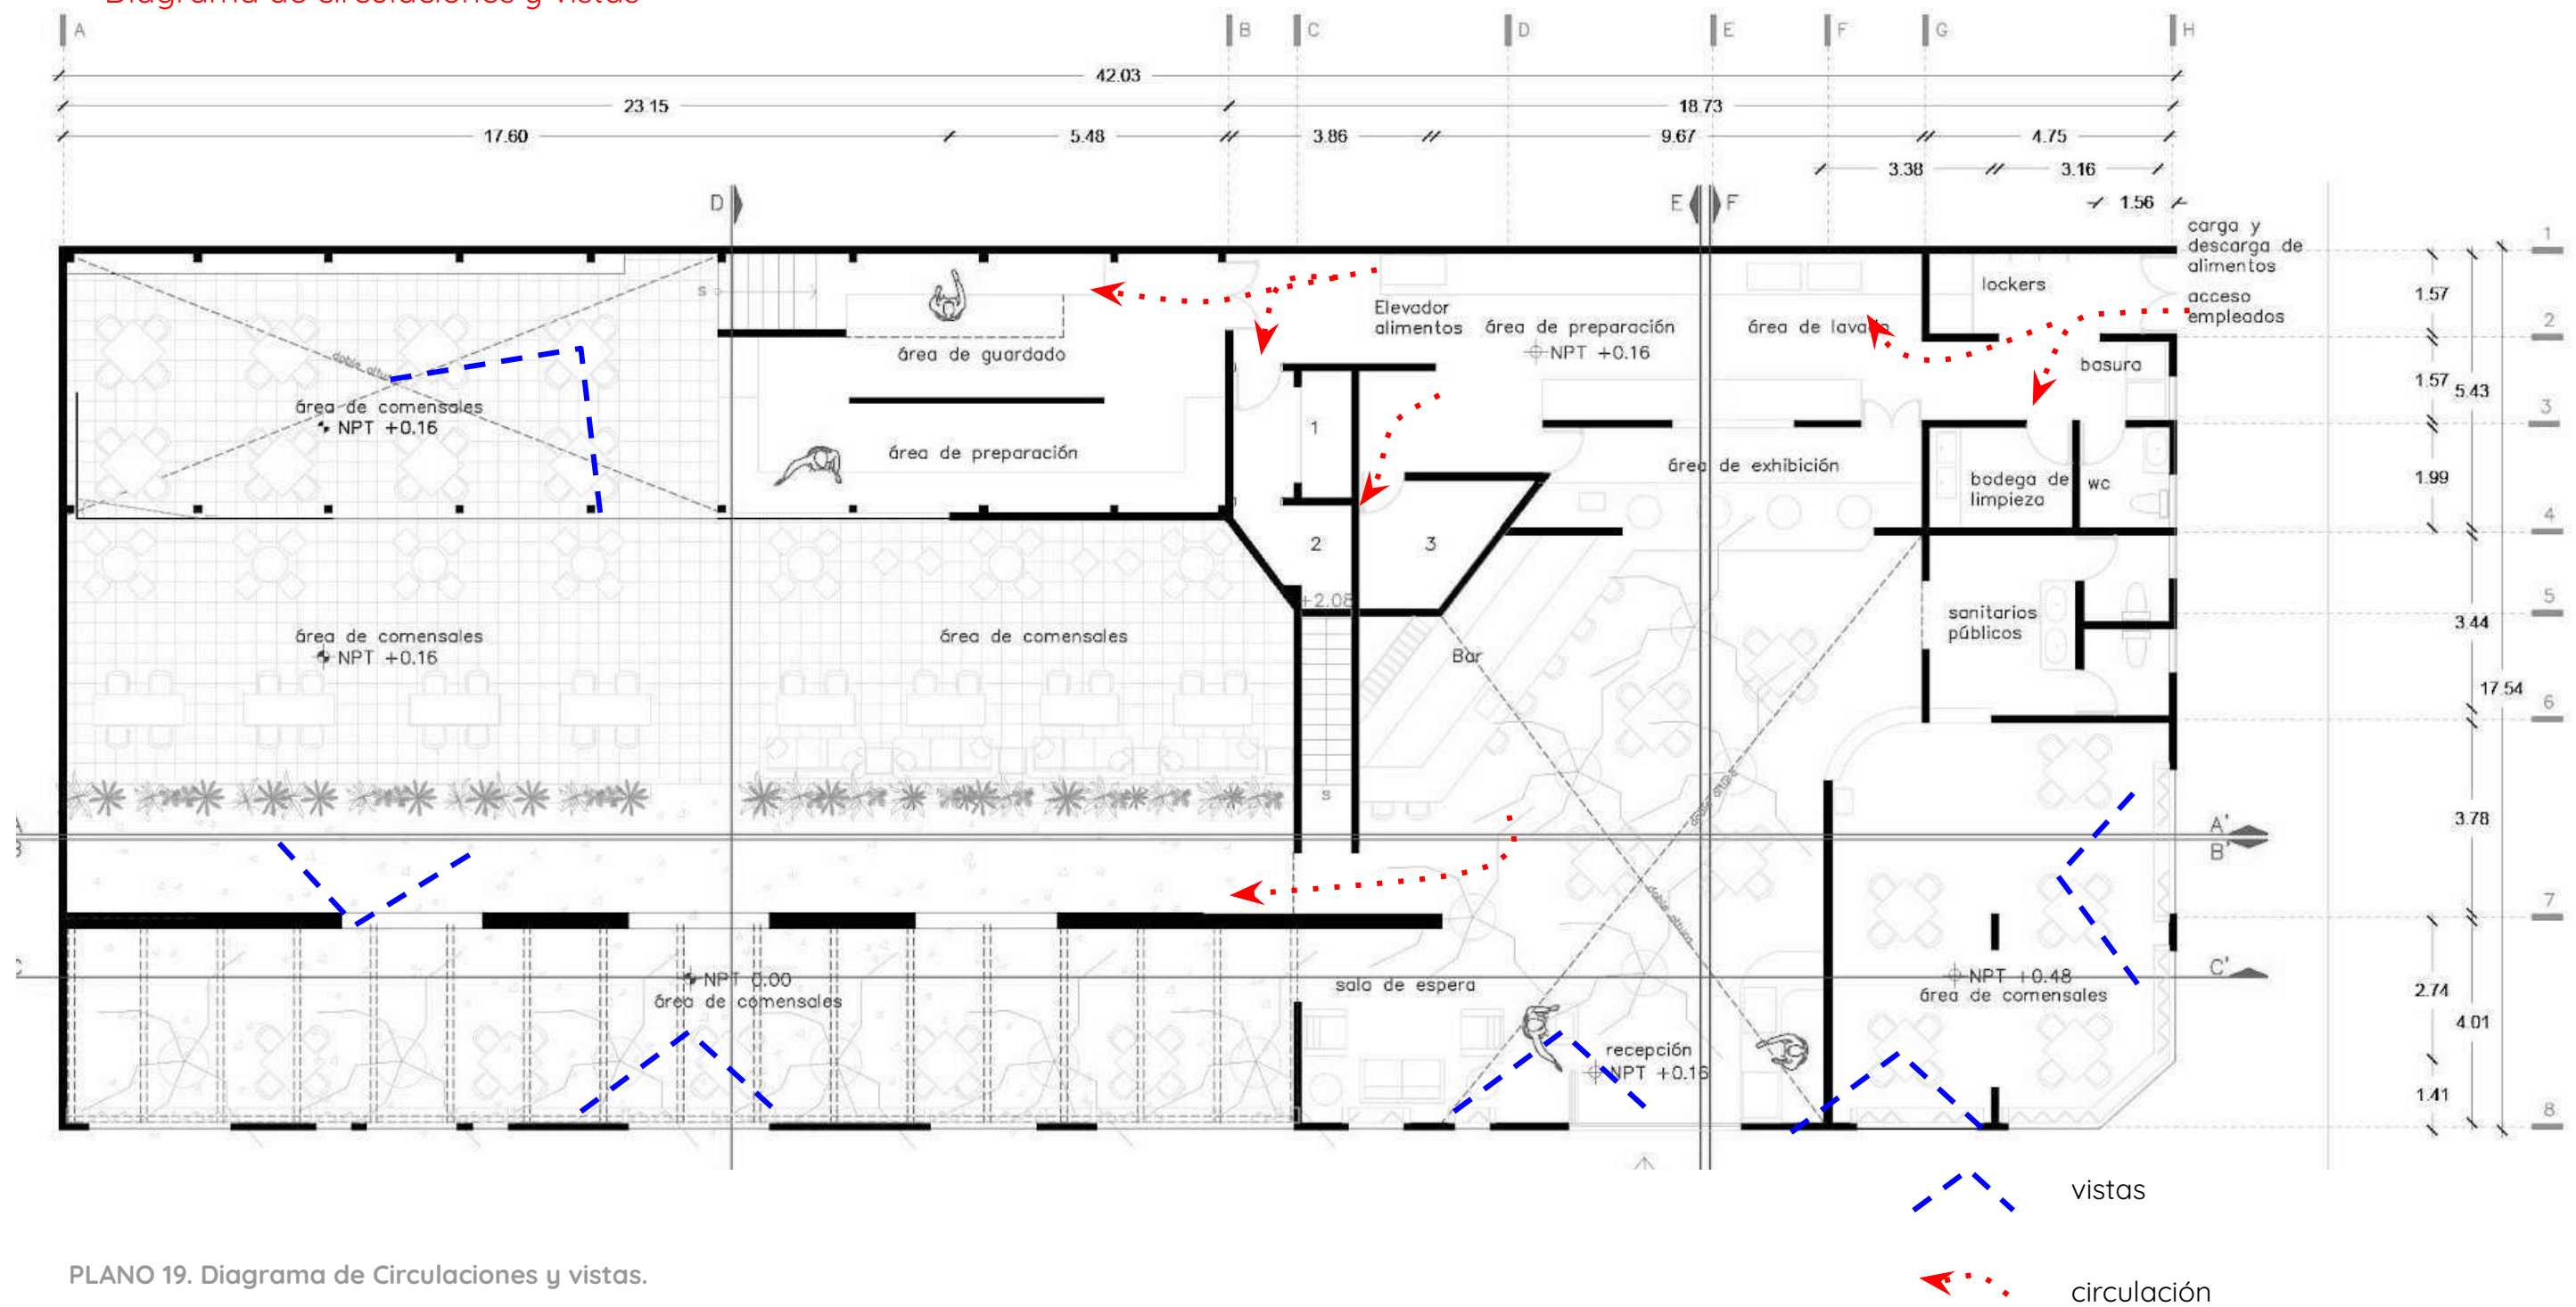 Diagrama de circulaciones y vistas
A B C D E F G H
42.03
23.15 18.73
17.60 5.48 3.86 9.67 4.75
3.38 3.16
D E F 1.56
carga y
descarga de
alimentos
acceso
empleados
lockers
Elevador
alimentos
área de preparación
NPT +0.16
área de lavado
basura
S
área de guardado
doble altura
área de comensales
NPT +0.16
área de preparación
área de exhibición
bodega de
limpieza
wc
1
2
3
+2.08
sanitarios
públicos
área de comensales
NPT +0.16
área de comensales
Bar
S
doble altura
doble altura
A'
B'
C'
NPT 0.00
área de comensales
sala de espera
NPT +0.48
área de comensales
recepción
NPT +0.16
1
1.57
2
1.57 5.43
3
1.99
4
5
3.44
17.54
6
3.78
7
2.74
4.01
1.41
8
vistas
PLANO 19. Diagrama de Circulaciones y vistas.
circulación